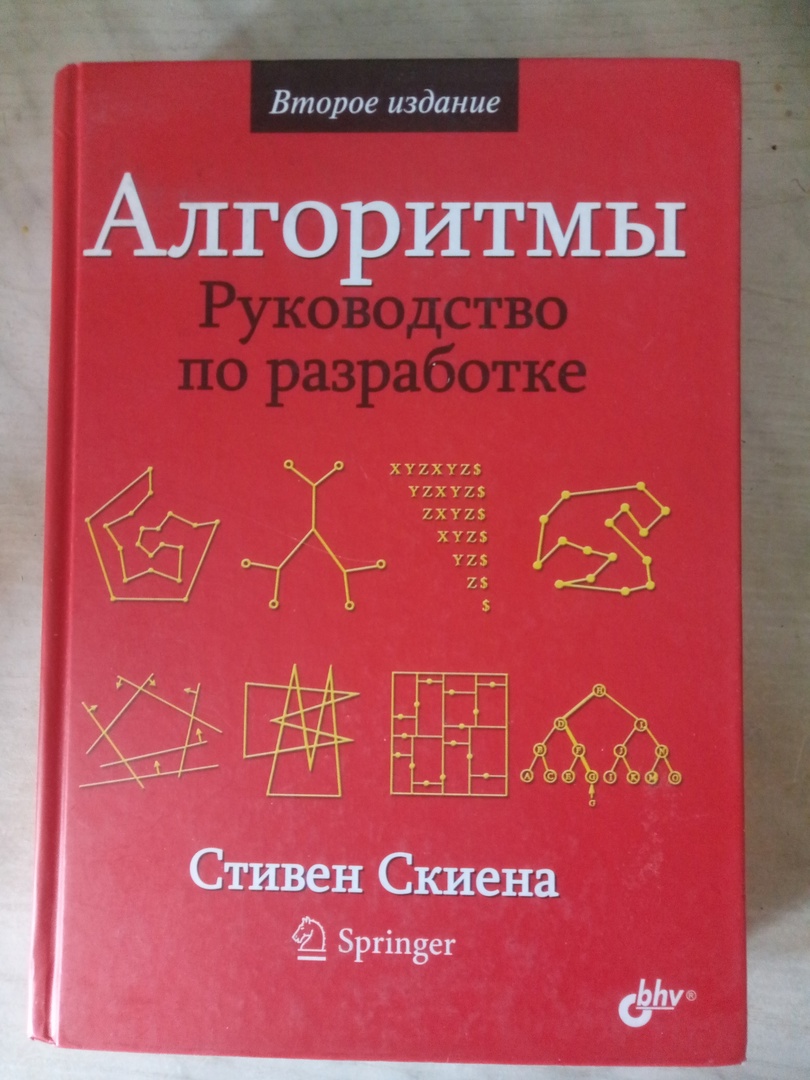 Второе издание
Алгоритмы
Руководство
по разработке
XYZXYZ$
YZXYZ$
ZXYZ$
XYZ$
YZ$
Z$
$
H
D L
B F J N
A C E G I K M O
Стивен Скиена
Springer
bhv®